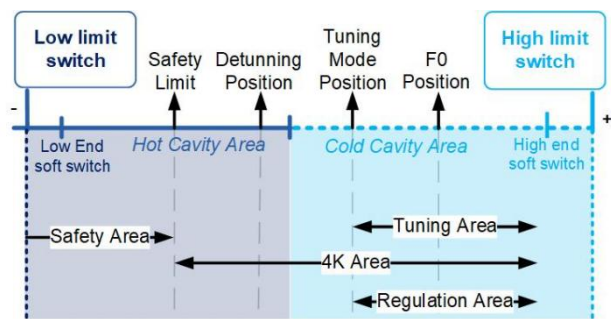 Low limit
switch
Safety
Limit
Detunning
Position
Tuning
Mode
Position
F0
Position
High limit
switch
-
+
Low End
soft switch
Hot Cavity Area
Cold Cavity Area
High end
soft switch
Safety Area
Tuning Area
4K Area
Regulation Area